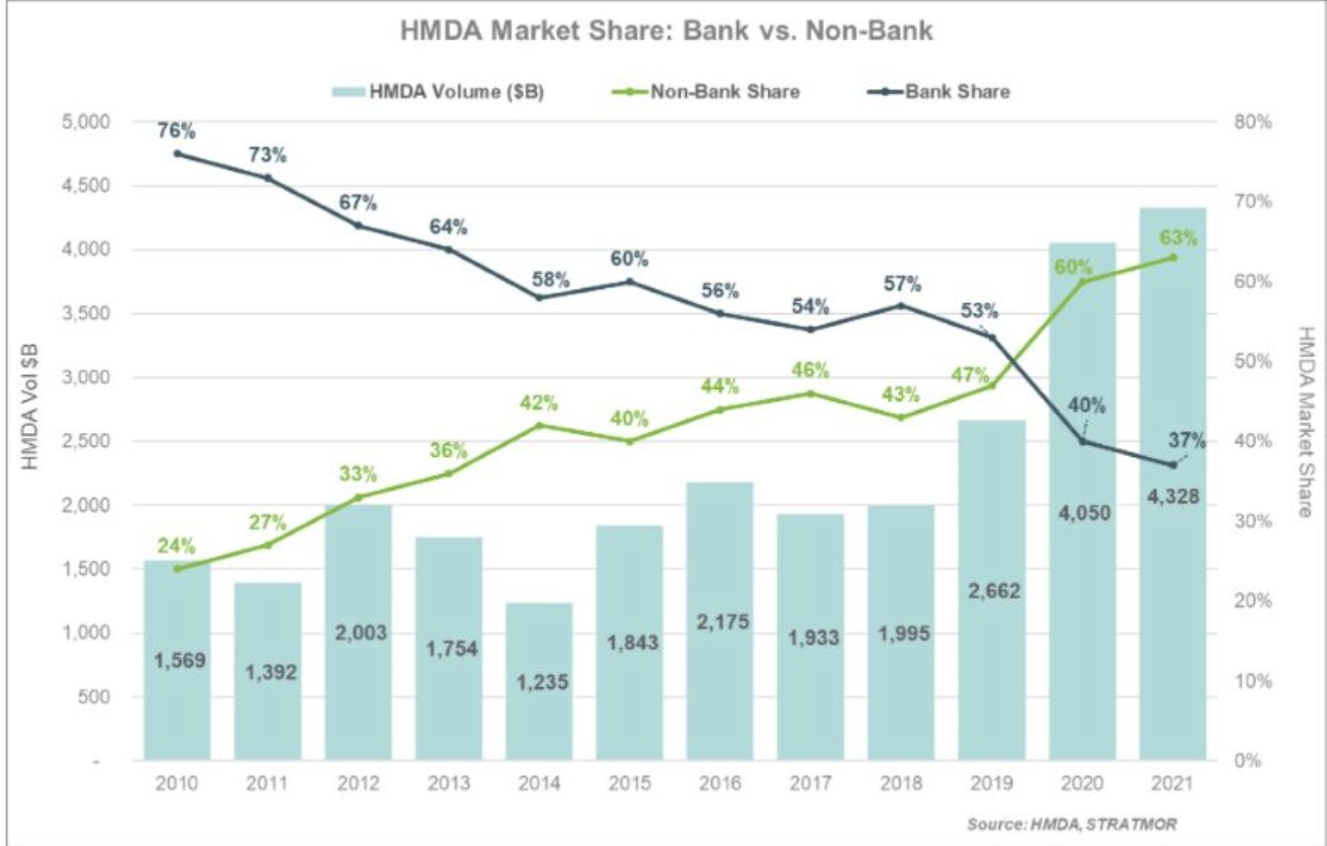 HMDA Market Share: Bank vs. Non-Bank
HMDA Volume ($B) Non-Bank Share Bank Share
5,000
4,500
4,000
3,500
3,000
2,500
2,000
1,500
1,000
500
-
HMDA Vol $B
80%
70%
60%
50%
40%
30%
20%
10%
0%
HMDA Market Share
76% 73% 67% 64% 58% 60% 56% 54% 57% 53% 40% 37%
24% 27% 33% 36% 42% 40% 44% 46% 43% 47% 60% 63%
1,569 1,392 2,003 1,754 1,235 1,843 2,175 1,933 1,995 2,662 4,050 4,328
2010 2011 2012 2013 2014 2015 2016 2017 2018 2019 2020 2021
Source: HMDA, STRATMOR